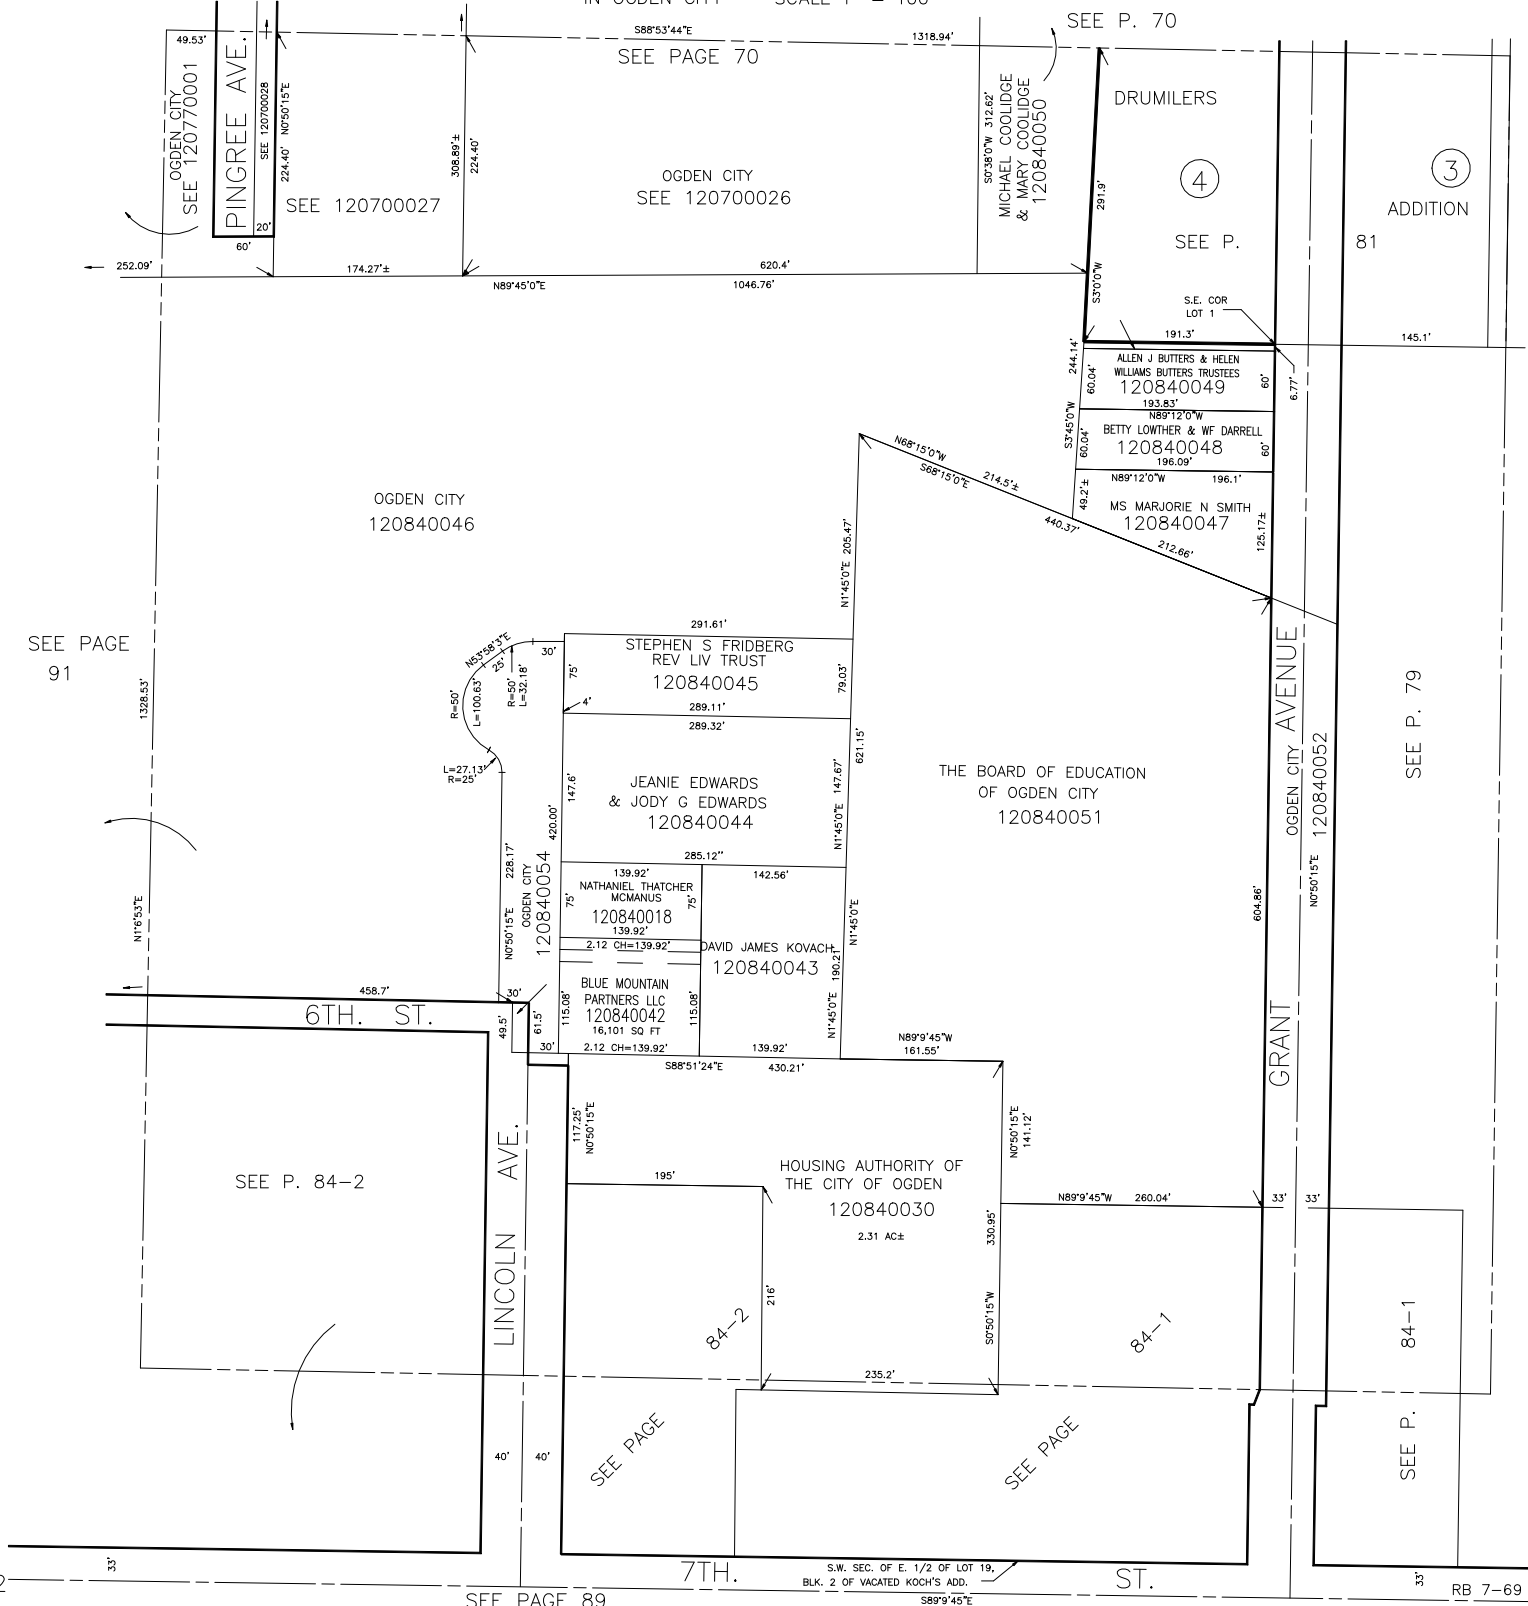 SEE P. 70
49.53'
S88°53'44"E
1318.94'
SEE PAGE 70
OGDEN CITY
SEE 120770001
PINGREE AVE.
SEE 120700028
224.40' N0°50'15"E
308.89'±
224.40'
S0°38'0"W 312.62'
MICHAEL COOLIDGE
& MARY COOLIDGE
120840050
DRUMILERS
4
3
ADDITION
291.9'
SEE P.
81
OGDEN CITY
SEE 120700026
SEE 120700027
20'
60'
252.09'
174.27'±
620.4'
N89°45'0"E
1046.76'
S3°0'0"W
S.E. COR
LOT 1
191.3'
145.1'
244.14'
ALLEN J BUTTERS & HELEN
WILLIAMS BUTTERS TRUSTEES
120840049
60.04'
60'
6.77'
193.83'
N89°12'0"W
S3°45'0"W
BETTY LOWTHER & WF DARRELL
120840048
60.04'
60'
196.09'
N89°12'0"W
196.1'
49.2'±
MS MARJORIE N SMITH
120840047
125.17±
N68°15'0"W
S68°15'0"E
214.5'±
440.37'
212.66'
OGDEN CITY
120840046
N1°45'0"E 205.47'
SEE PAGE
91
1328.53'
291.61'
STEPHEN S FRIDBERG
REV LIV TRUST
120840045
N53°58'3"E
25'
30'
R=50'
L=32.18'
R=50'
L=100.63'
75'
79.03'
4'
289.11'
289.32'
621.15'
L=27.13'
R=25'
JEANIE EDWARDS
& JODY G EDWARDS
120840044
147.6'
N1°45'0"E 147.67'
420.00'
285.12"
THE BOARD OF EDUCATION
OF OGDEN CITY
120840051
GRANT AVENUE
OGDEN CITY
120840052
N0°50'15"E
SEE P. 79
604.86'
228.17'
N0°50'15"E
OGDEN CITY
120840054
139.92'
142.56'
NATHANIEL THATCHER
MCMANUS
120840018
75'
75'
139.92'
2.12 CH=139.92'
DAVID JAMES KOVACH
120840043
N1°45'0"E
190.21'
N1°45'0"E
N1°6'53"E
BLUE MOUNTAIN
PARTNERS LLC
120840042
16,101 SQ FT
115.08'
115.08'
458.7'
30'
6TH. ST.
49.5'
61.5'
30'
2.12 CH=139.92'
139.92'
N89°9'45"W
161.55'
S88°51'24"E
430.21'
117.25'
N0°50'15"E
N0°50'15"E
141.12'
LINCOLN AVE.
SEE P. 84-2
195'
HOUSING AUTHORITY OF
THE CITY OF OGDEN
120840030
2.31 AC±
N89°9'45"W 260.04'
33'
33'
330.95'
S0°50'15"W
216'
84-2
84-1
84-1
235.2'
SEE PAGE
SEE PAGE
SEE P.
40'
40'
33'
7TH. ST.
S.W. SEC. OF E. 1/2 OF LOT 19,
BLK. 2 OF VACATED KOCH'S ADD.
33'
RB 7-69
SEE PAGE 89
S89°9'45"E